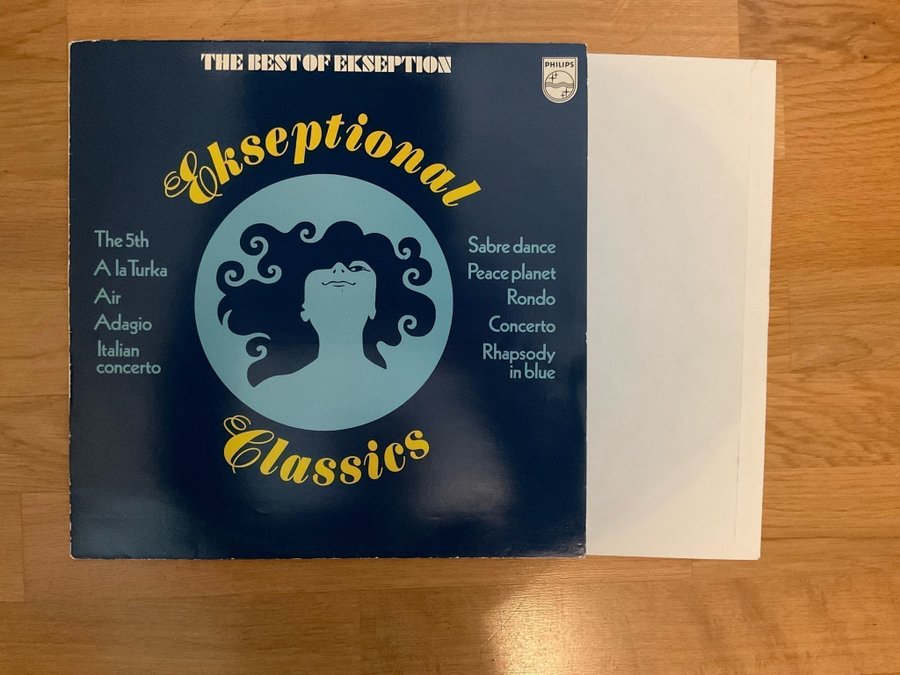 THE BEST OF EKSEPTION
PHILIPS
Ekseptional
The 5th
A la Turka
Air
Adagio
Italian
concerto
Sabre dance
Peace planet
Rondo
Concerto
Rhapsody
in blue
Classics